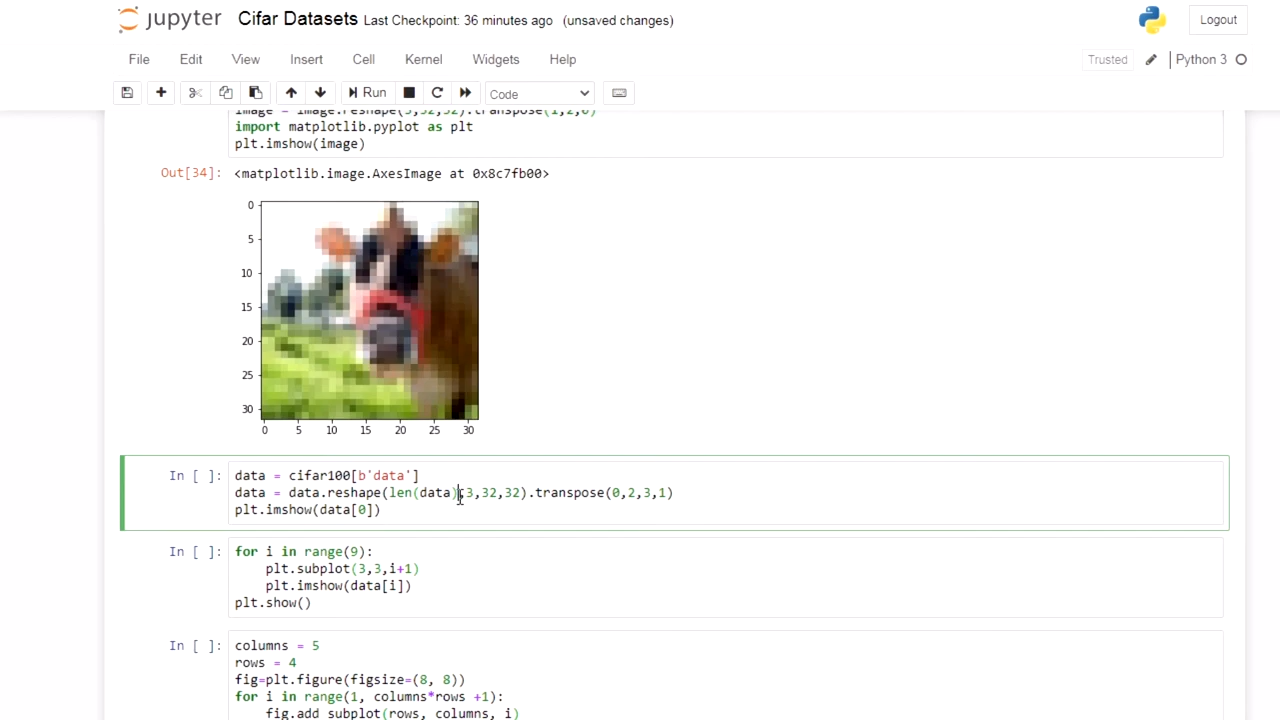 jupyter Cifar Datasets Last Checkpoint: 36 minutes ago (unsaved changes) Logout
File Edit View Insert Cell Kernel Widgets Help Trusted Python 3
Run Code
image = image.reshape(3,32,32).transpose(1,2,0)
import matplotlib.pyplot as plt
plt.imshow(image)
Out[34]: <matplotlib.image.AxesImage at 0x8c7fb00>
0
5
10
15
20
25
30
0 5 10 15 20 25 30
In [ ]: data = cifar100[b'data']
data = data.reshape(len(data),3,32,32).transpose(0,2,3,1)
plt.imshow(data[0])
In [ ]: for i in range(9):
plt.subplot(3,3,i+1)
plt.imshow(data[i])
plt.show()
In [ ]: columns = 5
rows = 4
fig=plt.figure(figsize=(8, 8))
for i in range(1, columns*rows +1):
fig.add_subplot(rows, columns, i)